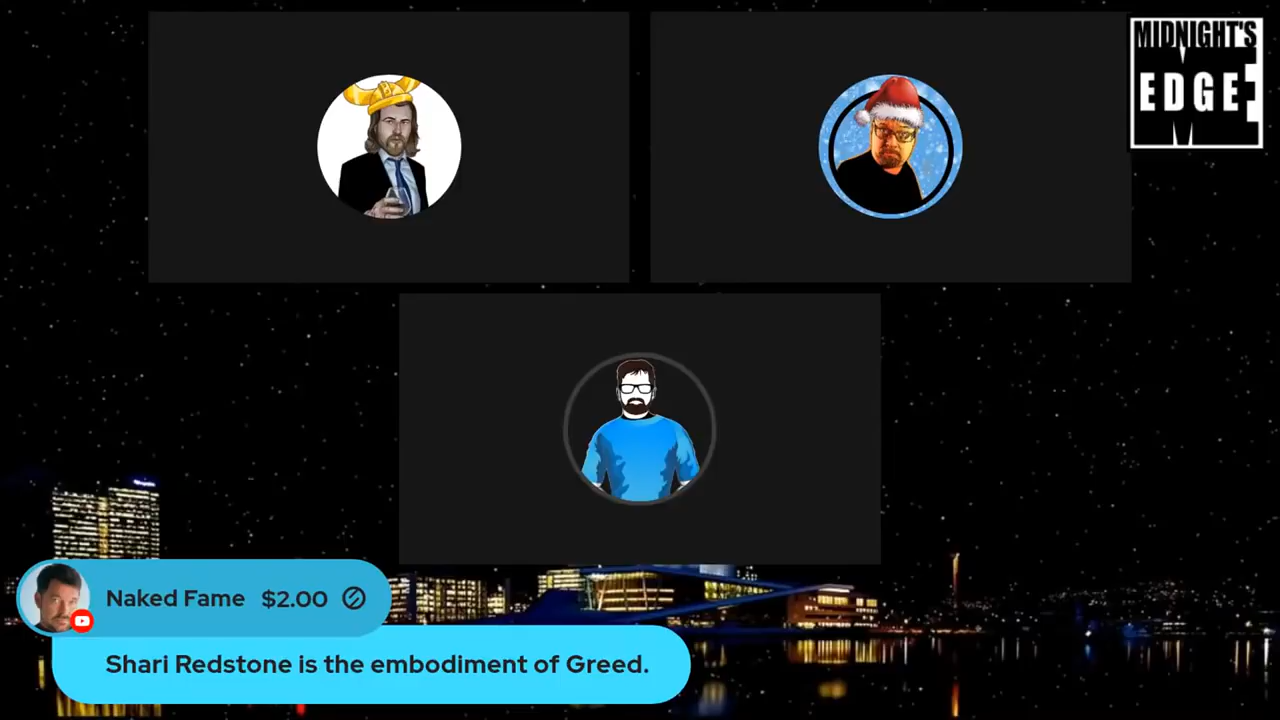 MIDNIGHT'S
EDGE
Naked Fame $2.00
Shari Redstone is the embodiment of Greed.